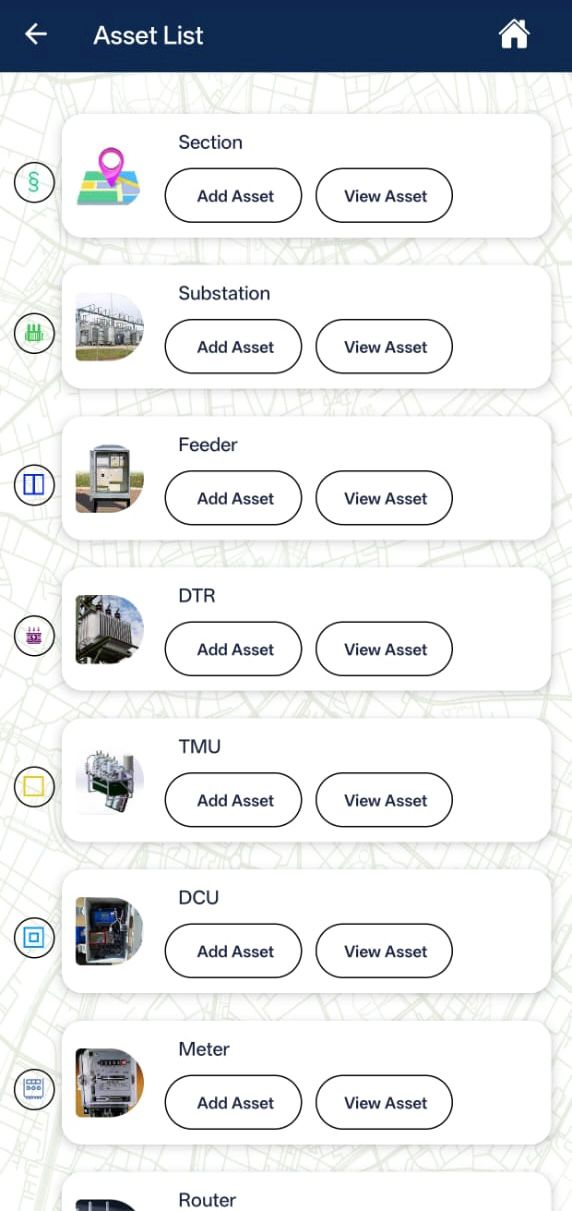 Asset List
Section
Add Asset View Asset
Substation
Add Asset View Asset
Feeder
Add Asset View Asset
DTR
Add Asset View Asset
TMU
Add Asset View Asset
DCU
Add Asset View Asset
Meter
Add Asset View Asset
Router